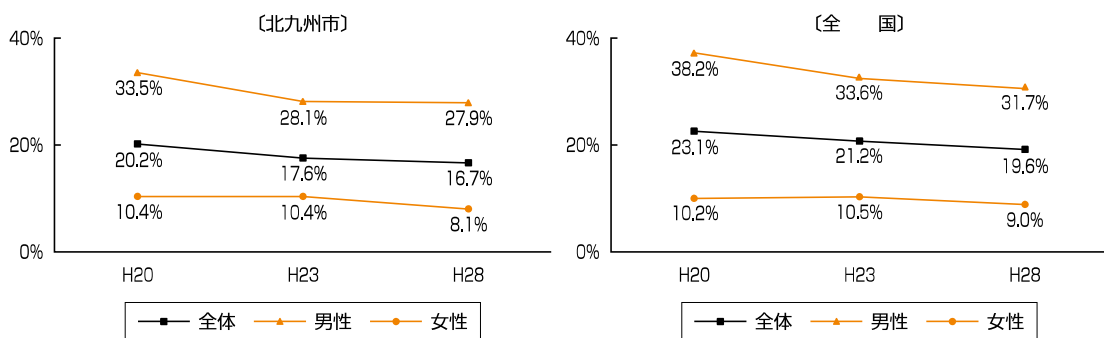 〔北九州市〕
40%
20%
0%
33.5%
28.1%
27.9%
20.2%
17.6%
16.7%
10.4%
10.4%
8.1%
H20
H23
H28
全体
男性
女性
〔全　　国〕
40%
20%
0%
38.2%
33.6%
31.7%
23.1%
21.2%
19.6%
10.2%
10.5%
9.0%
H20
H23
H28
全体
男性
女性